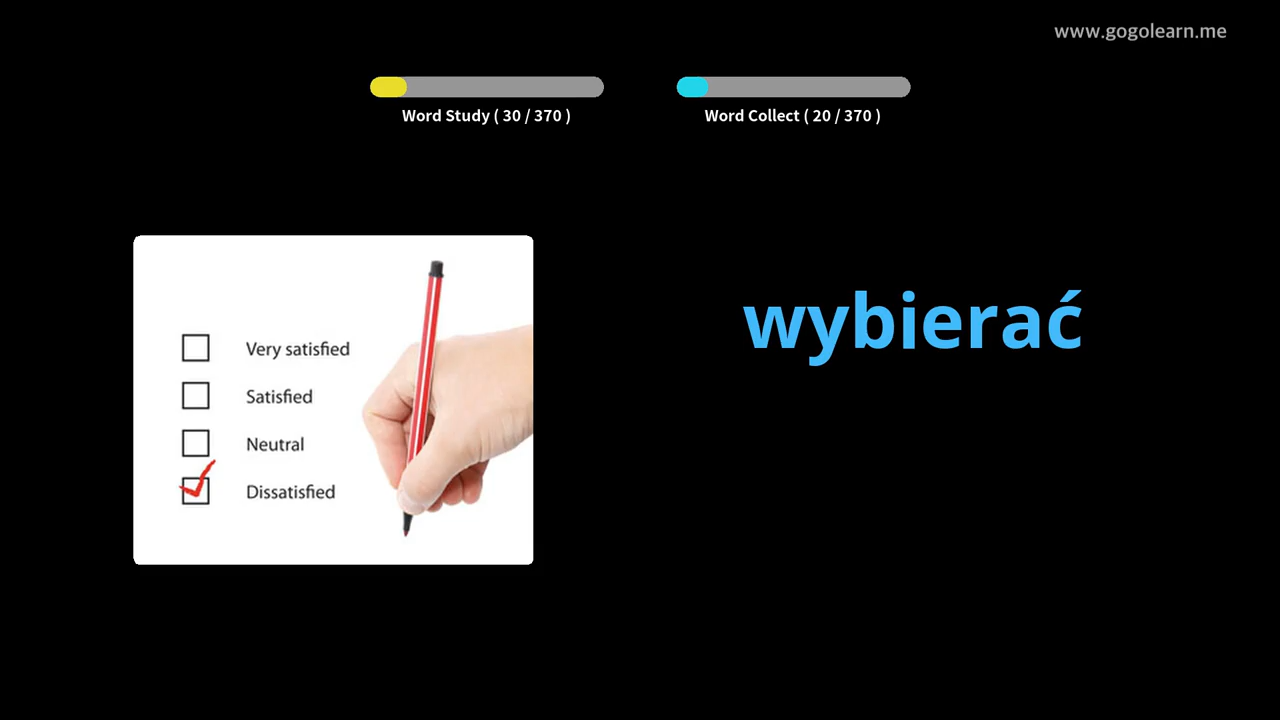 www.gogolearn.me
Word Study ( 30 / 370 )
Word Collect ( 20 / 370 )
wybierać
Very satisfied
Satisfied
Neutral
Dissatisfied